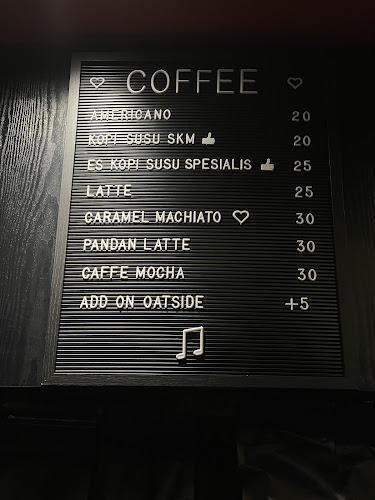 COFFEE
AMERICANO 20
KOPI SUSU SKM 20
ES KOPI SUSU SPESIALIS 25
LATTE 25
CARAMEL MACHIATO 30
PANDAN LATTE 30
CAFFE MOCHA 30
ADD ON OATSIDE +5